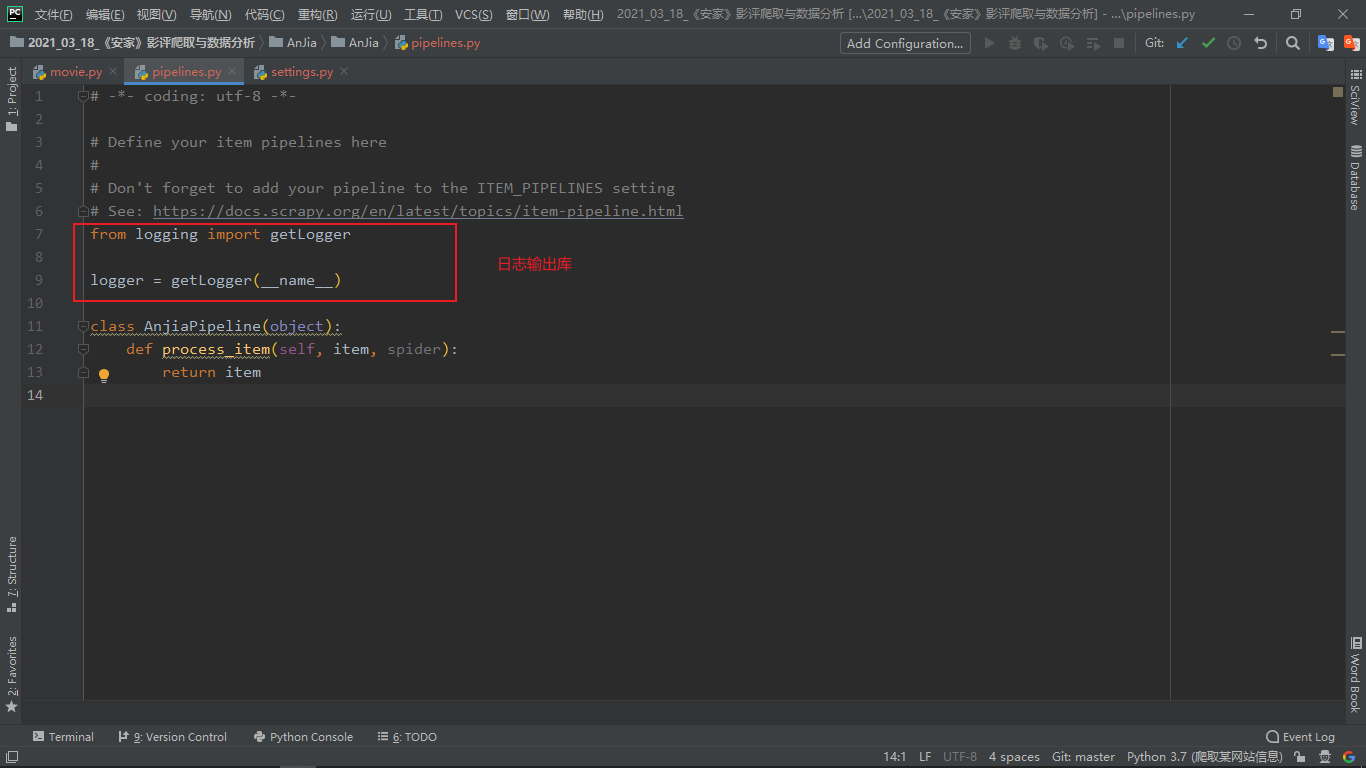 PC 文件(F) 编辑(E) 视图(V) 导航(N) 代码(C) 重构(R) 运行(U) 工具(T) VCS(S) 窗口(W) 帮助(H) 2021_03_18_《安家》影评爬取与数据分析 [...\2021_03_18_《安家》影评爬取与数据分析] - ...\pipelines.py
2021_03_18_《安家》影评爬取与数据分析 AnJia AnJia pipelines.py Add Configuration... Git:
movie.py pipelines.py settings.py
1: Project
SciView
Database
1 # -*- coding: utf-8 -*-
2
3 # Define your item pipelines here
4 #
5 # Don't forget to add your pipeline to the ITEM_PIPELINES setting
6 # See: https://docs.scrapy.org/en/latest/topics/item-pipeline.html
7 from logging import getLogger
8 日志输出库
9 logger = getLogger(__name__)
10
11 class AnjiaPipeline(object):
12     def process_item(self, item, spider):
13         return item
14
7: Structure
2: Favorites
Word Book
Terminal 9: Version Control Python Console 6: TODO Event Log
14:1 LF UTF-8 4 spaces Git: master Python 3.7 (爬取某网站信息)